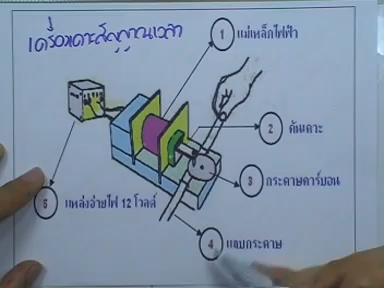 เครื่องเคาะสัญญาณเวลา
1 แม่เหล็กไฟฟ้า
2 คันเคาะ
3 กระดาษคาร์บอน
5 แหล่งจ่ายไฟ 12 โวลต์
4 แถบกระดาษ